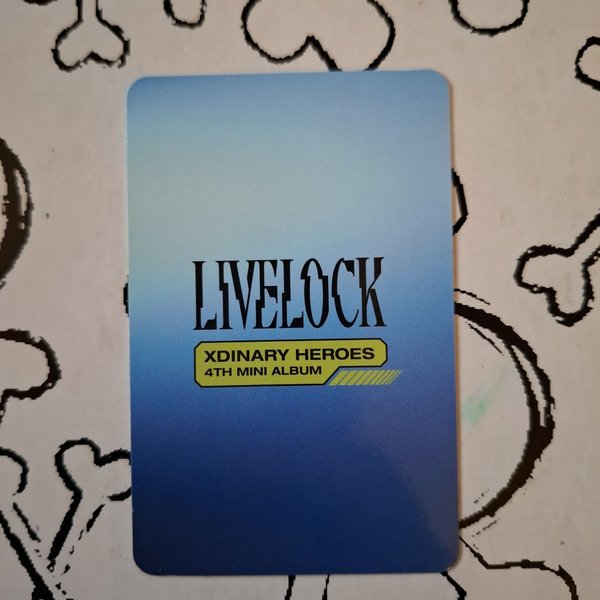 LIVELOCK
XDINARY HEROES
4TH MINI ALBUM